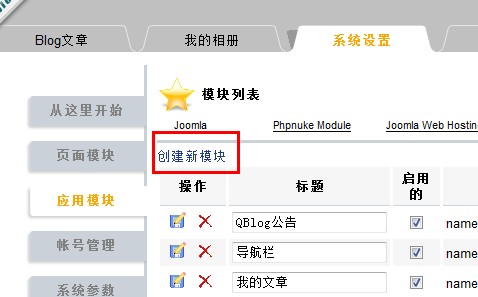 Blog文章 我的相册 系统设置
从这里开始
页面模块
应用模块
帐号管理
系统参数
模块列表
Joomla Phpnuke Module Joomla Web Hosting
创建新模块
操作 标题 启用的
QBlog公告 name
导航栏 name
我的文章 name